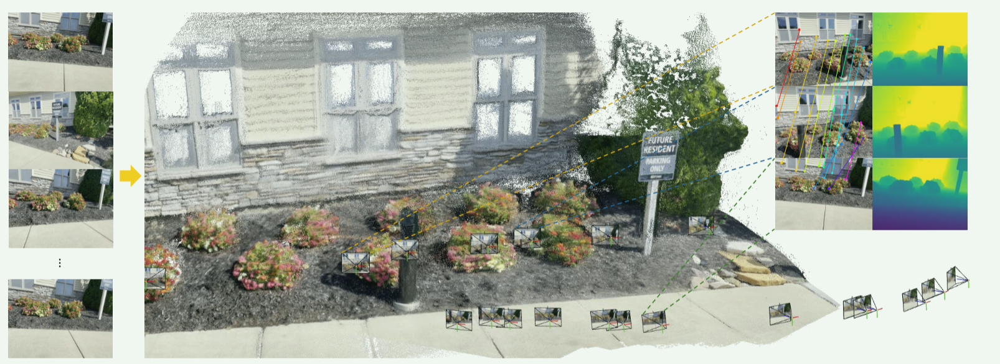 FUTURE
RESIDENT
PARKING
ONLY